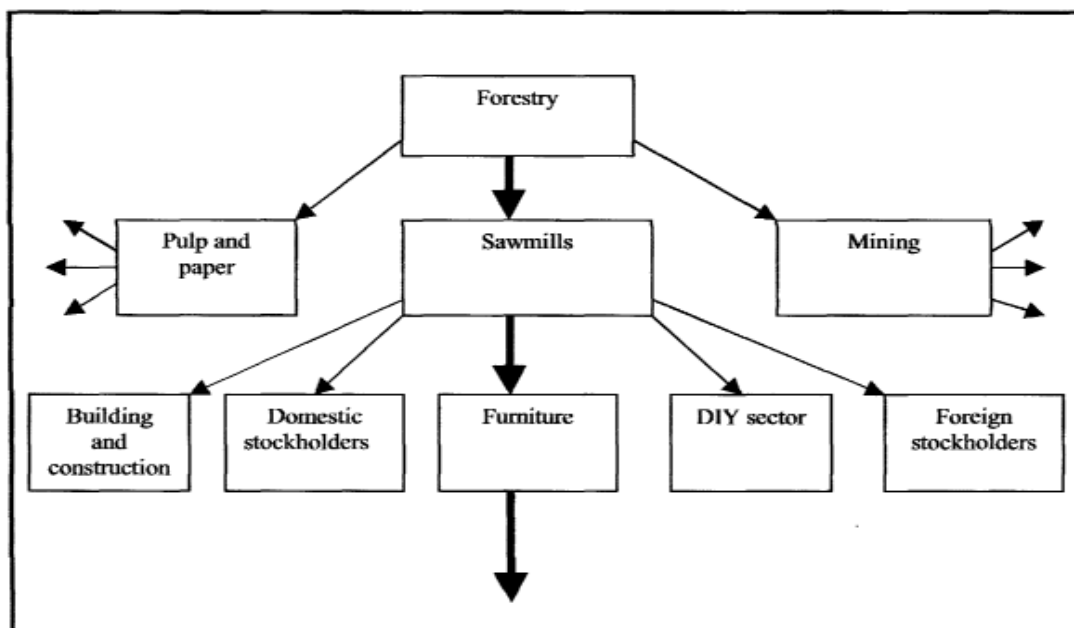 Forestry
Pulp and
paper
Sawmills
Mining
Building
and
construction
Domestic
stockholders
Furniture
DIY sector
Foreign
stockholders